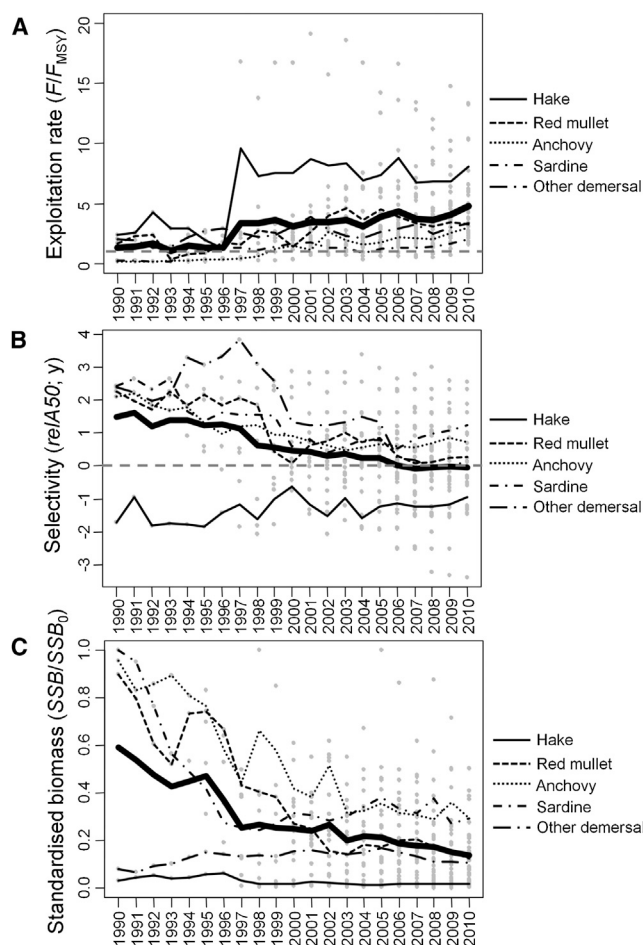 A
Exploitation rate (F/FMSY)
20
15
10
5
0
1990 1991 1992 1993 1994 1995 1996 1997 1998 1999 2000 2001 2002 2003 2004 2005 2006 2007 2008 2009 2010
Hake
Red mullet
Anchovy
Sardine
Other demersal
B
Selectivity (relA50; y)
4
3
2
1
0
-1
-2
-3
1990 1991 1992 1993 1994 1995 1996 1997 1998 1999 2000 2001 2002 2003 2004 2005 2006 2007 2008 2009 2010
Hake
Red mullet
Anchovy
Sardine
Other demersal
C
Standardised biomass (SSB/SSB0)
1.0
0.8
0.6
0.4
0.2
0.0
1990 1991 1992 1993 1994 1995 1996 1997 1998 1999 2000 2001 2002 2003 2004 2005 2006 2007 2008 2009 2010
Hake
Red mullet
Anchovy
Sardine
Other demersal